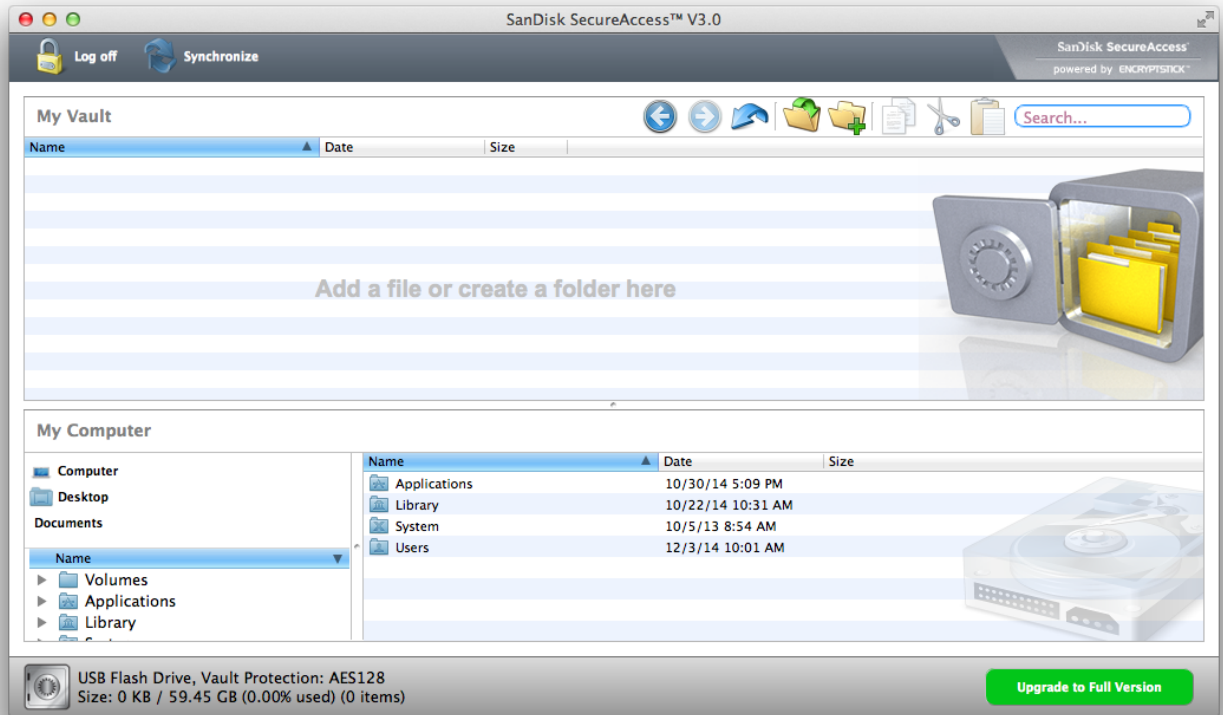 SanDisk SecureAccess™ V3.0
Log off
Synchronize
SanDisk SecureAccess™
powered by ENCRYPTSTICK™
My Vault
Search...
Name Date Size
Add a file or create a folder here
My Computer
Computer
Desktop
Documents
Name
Volumes
Applications
Library
Name Date Size
Applications 10/30/14 5:09 PM
Library 10/22/14 10:31 AM
System 10/5/13 8:54 AM
Users 12/3/14 10:01 AM
USB Flash Drive, Vault Protection: AES128
Size: 0 KB / 59.45 GB (0.00% used) (0 items)
Upgrade to Full Version